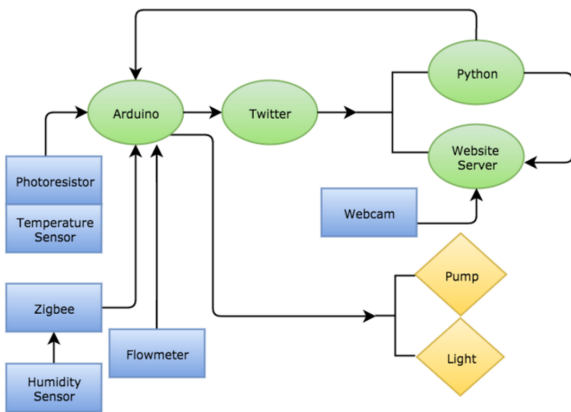 Python
Arduino
Twitter
Website
Server
Photoresistor
Temperature
Sensor
Webcam
Pump
Zigbee
Flowmeter
Light
Humidity
Sensor